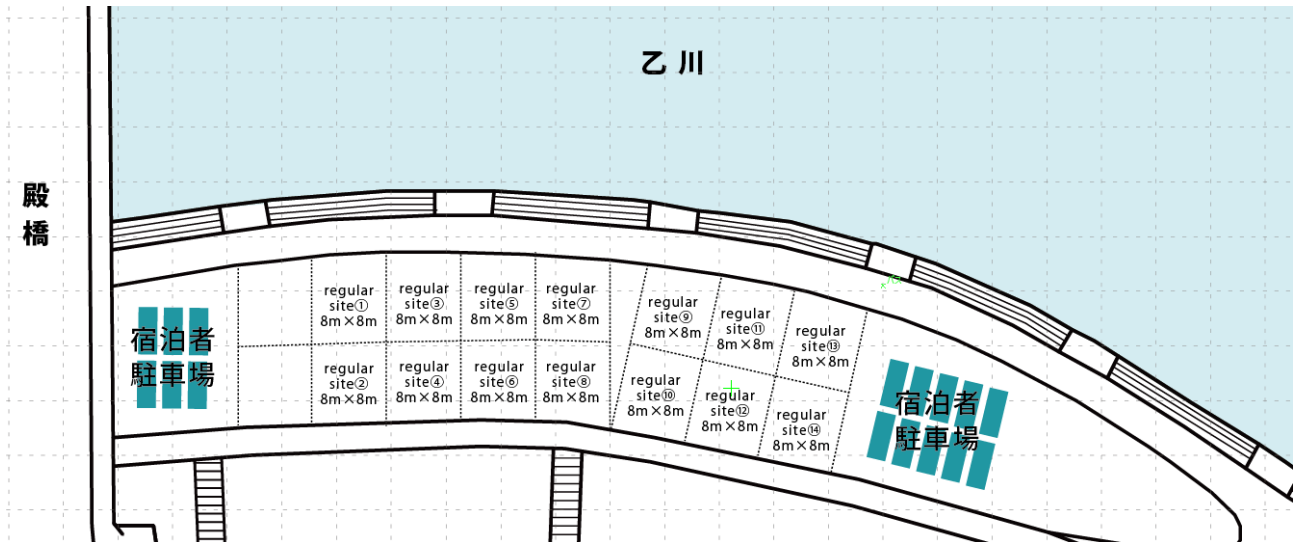 乙川
殿橋
宿泊者
駐車場
regular
site①
8m×8m
regular
site③
8m×8m
regular
site⑤
8m×8m
regular
site⑦
8m×8m
regular
site②
8m×8m
regular
site④
8m×8m
regular
site⑥
8m×8m
regular
site⑧
8m×8m
regular
site⑨
8m×8m
regular
site⑪
8m×8m
regular
site⑬
8m×8m
regular
site⑩
8m×8m
regular
site⑫
8m×8m
regular
site⑭
8m×8m
宿泊者
駐車場